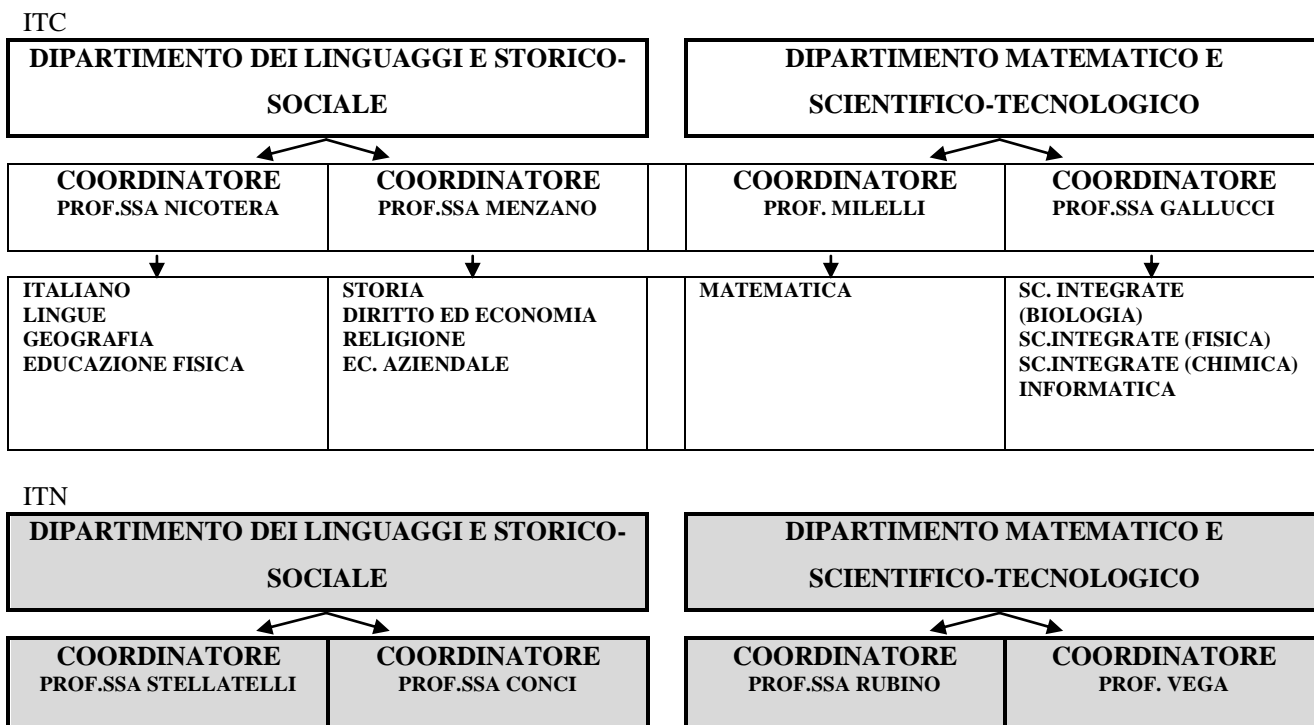 ITC
DIPARTIMENTO DEI LINGUAGGI E STORICO-
SOCIALE
DIPARTIMENTO MATEMATICO E
SCIENTIFICO-TECNOLOGICO
COORDINATORE
PROF.SSA NICOTERA
COORDINATORE
PROF.SSA MENZANO
COORDINATORE
PROF. MILELLI
COORDINATORE
PROF.SSA GALLUCCI
ITALIANO
LINGUE
GEOGRAFIA
EDUCAZIONE FISICA
STORIA
DIRITTO ED ECONOMIA
RELIGIONE
EC. AZIENDALE
MATEMATICA
SC. INTEGRATE
(BIOLOGIA)
SC.INTEGRATE (FISICA)
SC.INTEGRATE (CHIMICA)
INFORMATICA
ITN
DIPARTIMENTO DEI LINGUAGGI E STORICO-
SOCIALE
DIPARTIMENTO MATEMATICO E
SCIENTIFICO-TECNOLOGICO
COORDINATORE
PROF.SSA STELLATELLI
COORDINATORE
PROF.SSA CONCI
COORDINATORE
PROF.SSA RUBINO
COORDINATORE
PROF. VEGA